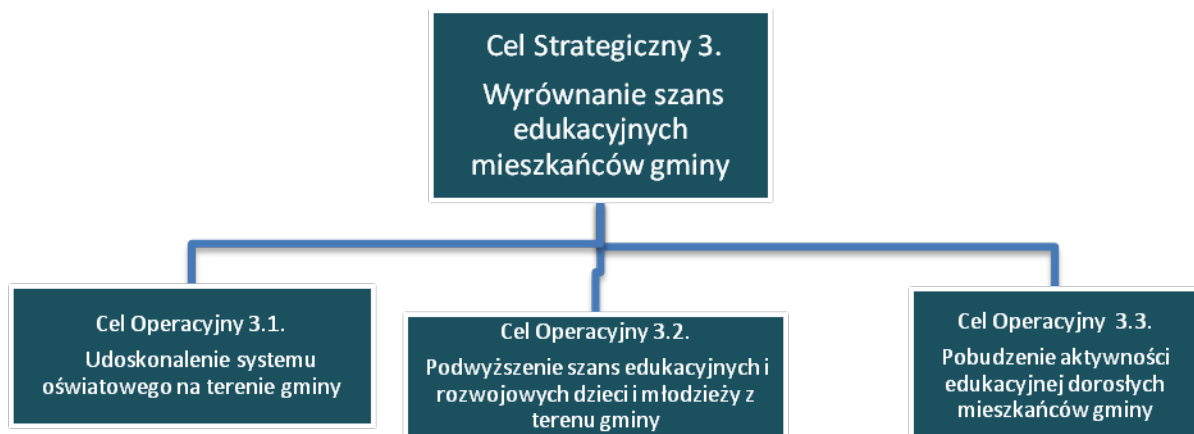 Cel Strategiczny 3.
Wyrównanie szans
edukacyjnych
mieszkańców gminy
Cel Operacyjny 3.1.
Udoskonalenie systemu
oświatowego na terenie gminy
Cel Operacyjny 3.2.
Podwyższenie szans edukacyjnych i
rozwojowych dzieci i młodzieży z
terenu gminy
Cel Operacyjny 3.3.
Pobudzenie aktywności
edukacyjnej dorosłych
mieszkańców gminy